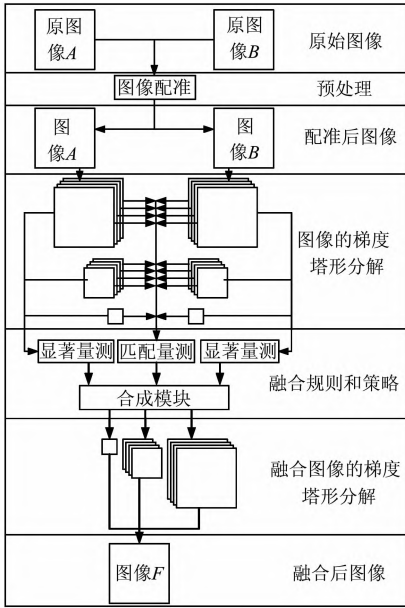 原图
像A
原图
像B
原始图像
图像配准
预处理
图
像A
图
像B
配准后图像
图像的梯度
塔形分解
显著量测
匹配量测
显著量测
融合规则和策略
合成模块
融合图像的梯度
塔形分解
图像F
融合后图像